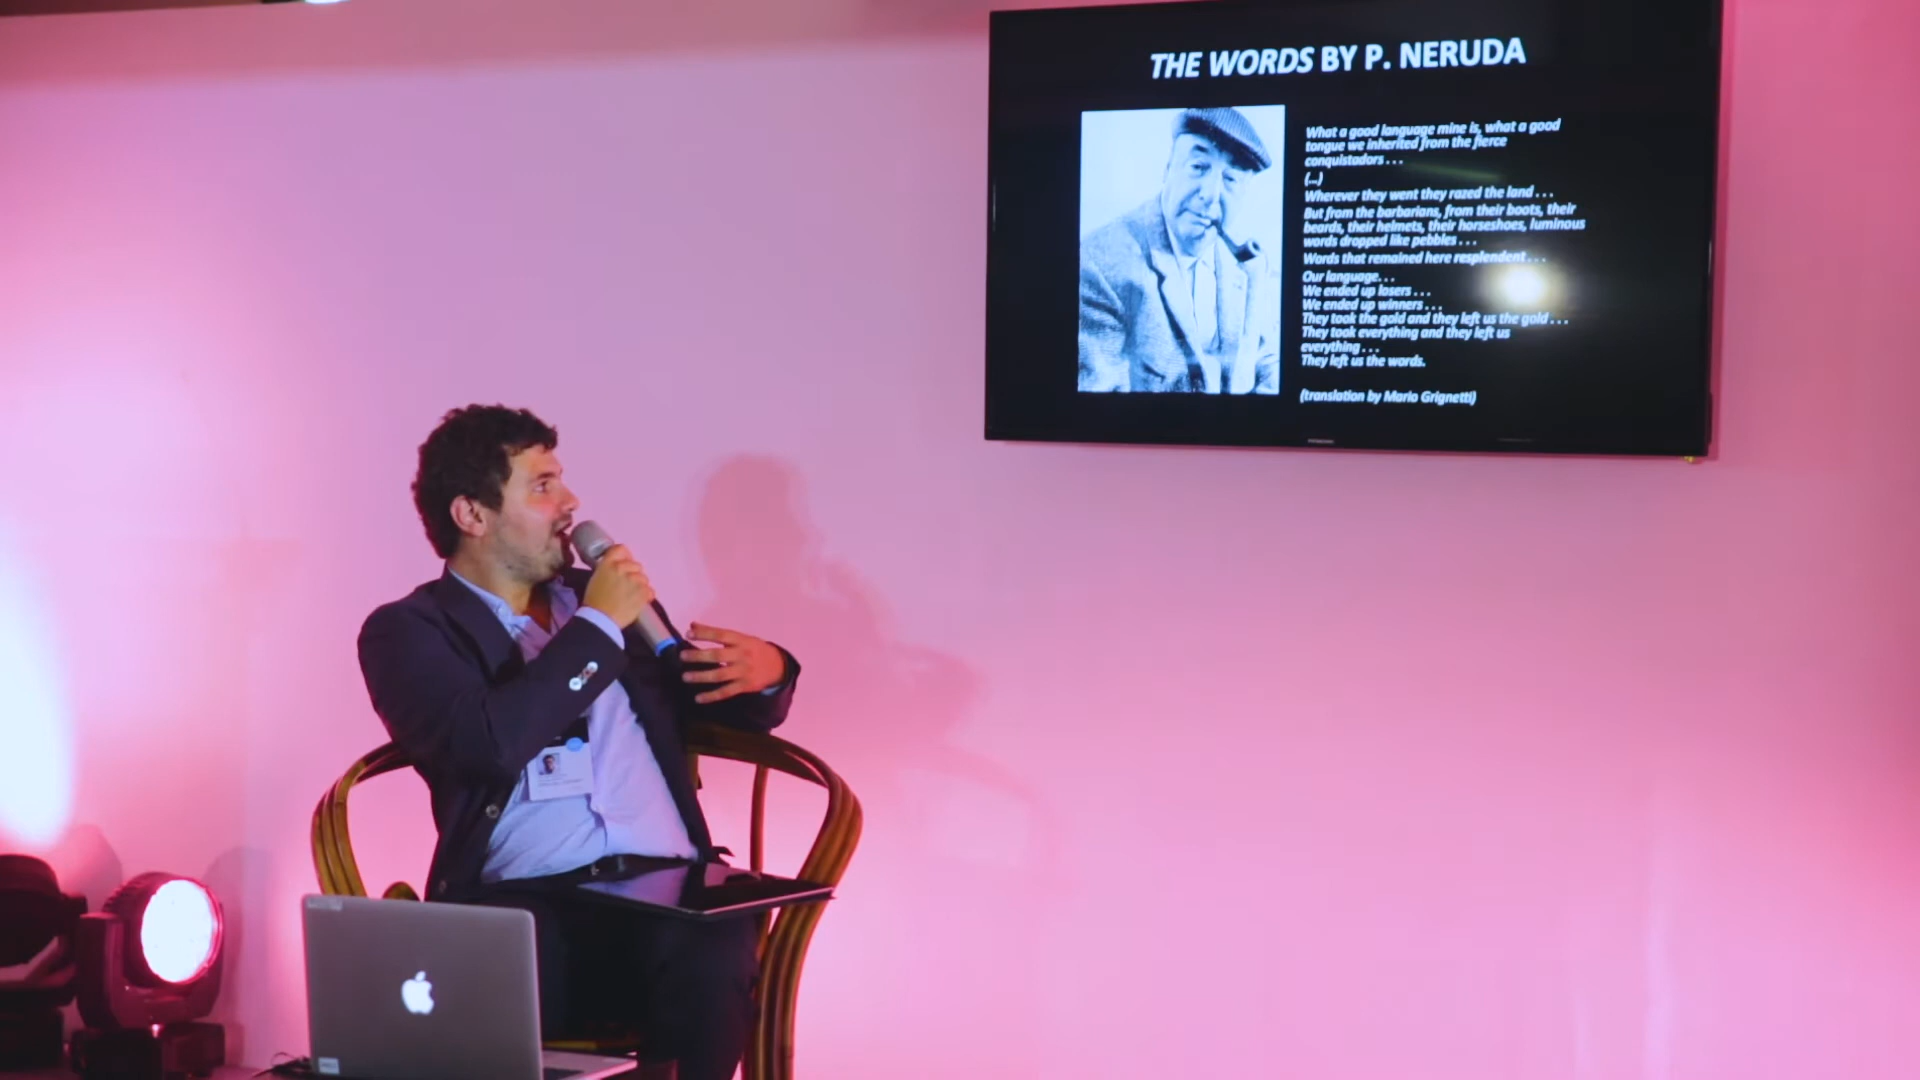 THE WORDS BY P. NERUDA
What a good language mine is, what a good
tongue we inherited from the fierce
conquistadors . . .
(...)
Wherever they went they razed the land . . .
But from the barbarians, from their boots, their
beards, their helmets, their horseshoes, luminous
words dropped like pebbles . . .
Words that remained here resplendent . . .
Our language. . .
We ended up losers . . .
We ended up winners . . .
They took the gold and they left us the gold . . .
They took everything and they left us
everything . . .
They left us the words.
(translation by Mario Grignetti)